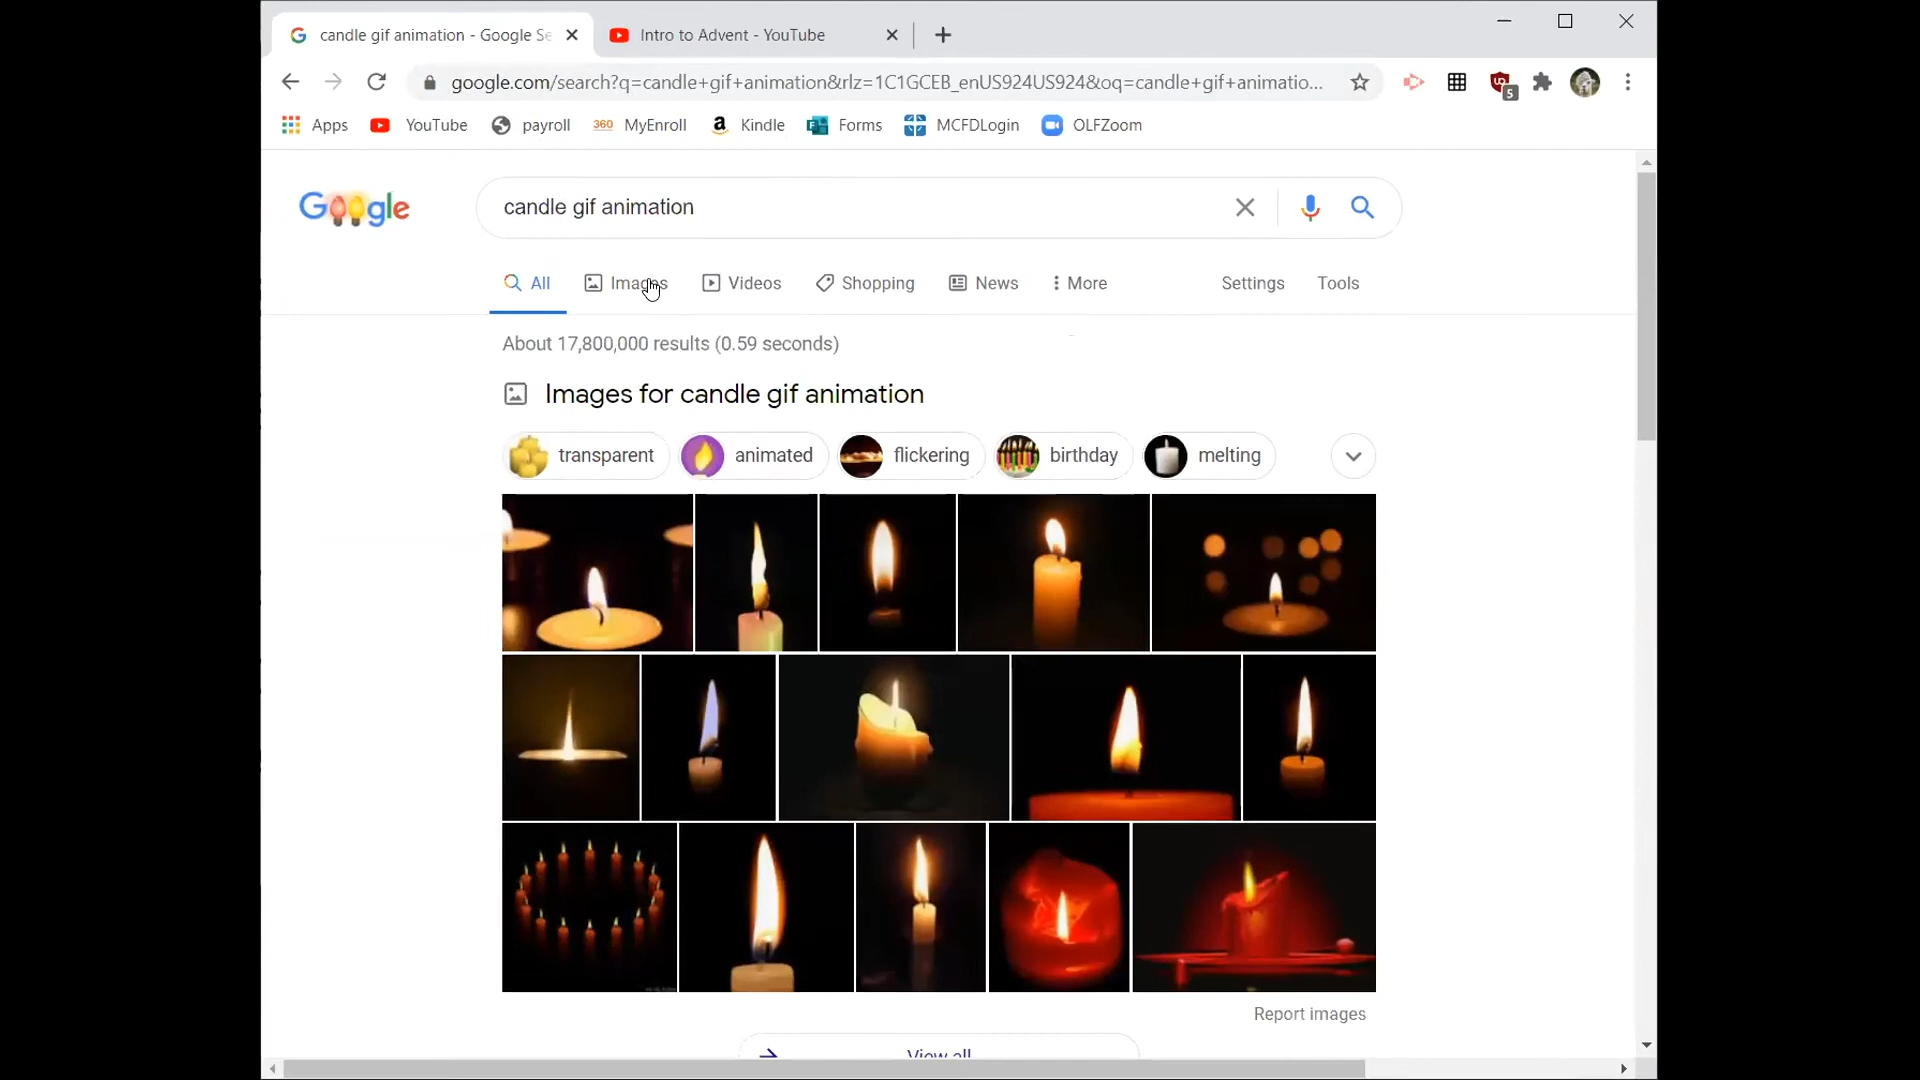 candle gif animation - Google Se
Intro to Advent - YouTube
google.com/search?q=candle+gif+animation&rlz=1C1GCEB_enUS924US924&oq=candle+gif+animatio...
5
Apps
YouTube
payroll
360 MyEnroll
Kindle
Forms
MCFDLogin
OLFZoom
Google
candle gif animation
All
Images
Videos
Shopping
News
More
Settings
Tools
About 17,800,000 results (0.59 seconds)
Images for candle gif animation
transparent
animated
flickering
birthday
melting
Report images
View all